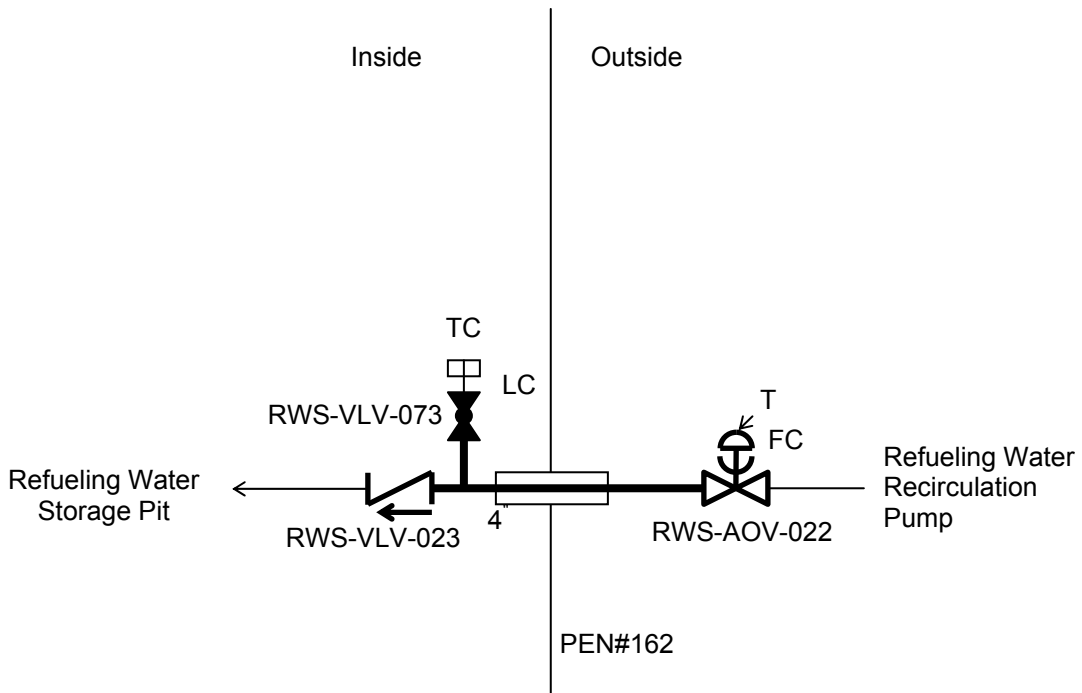 Inside
Outside
TC
LC
RWS-VLV-073
T
FC
Refueling Water
Storage Pit
Refueling Water
Recirculation
Pump
4"
RWS-VLV-023
RWS-AOV-022
PEN#162